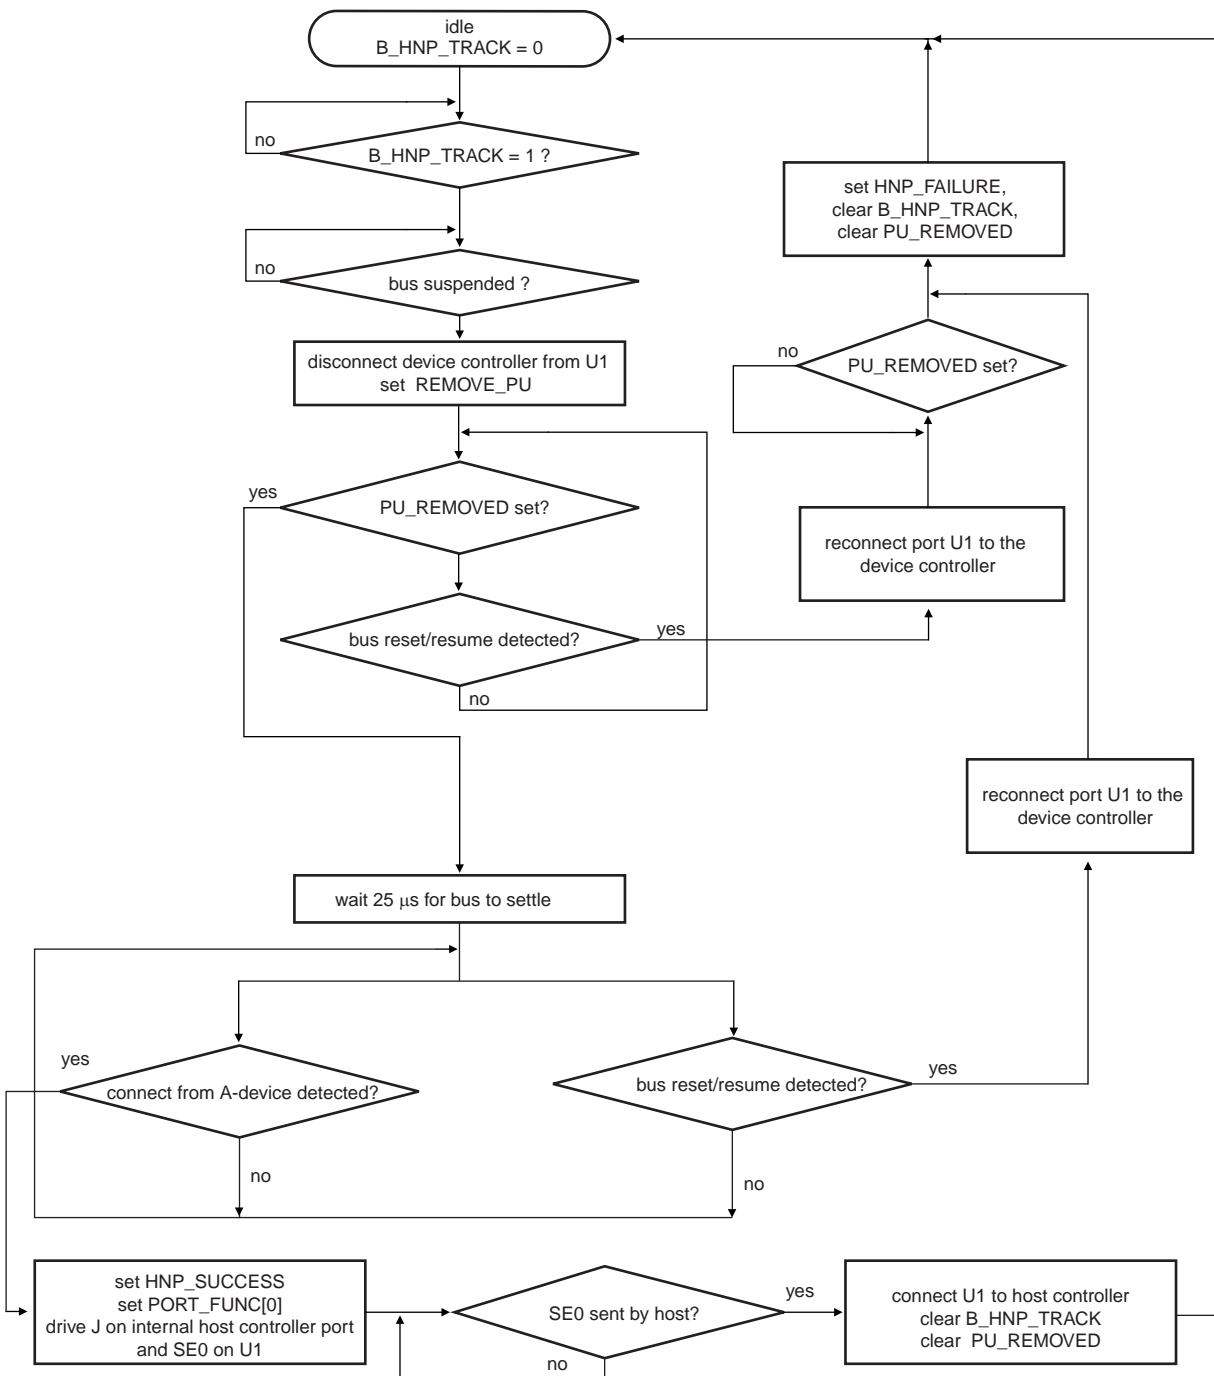 idle
B_HNP_TRACK = 0
no
B_HNP_TRACK = 1 ?
no
bus suspended ?
disconnect device controller from U1
set REMOVE_PU
yes
PU_REMOVED set?
bus reset/resume detected?
yes
no
set HNP_FAILURE,
clear B_HNP_TRACK,
clear PU_REMOVED
no
PU_REMOVED set?
reconnect port U1 to the
device controller
reconnect port U1 to the
device controller
wait 25 μs for bus to settle
yes
connect from A-device detected?
no
bus reset/resume detected?
yes
no
set HNP_SUCCESS
set PORT_FUNC[0]
drive J on internal host controller port
and SE0 on U1
SE0 sent by host?
yes
no
connect U1 to host controller
clear B_HNP_TRACK
clear PU_REMOVED